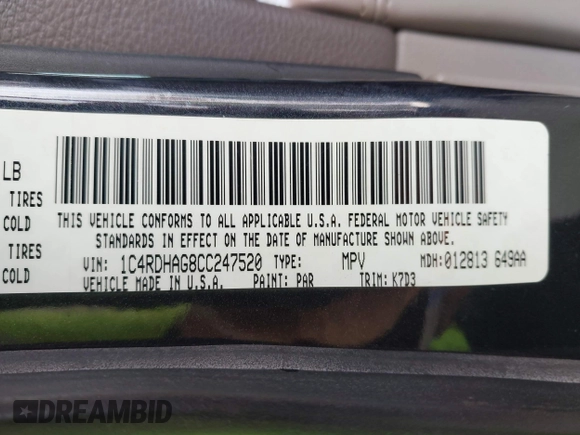 LB
TIRES
COLD
TIRES
COLD
THIS VEHICLE CONFORMS TO ALL APPLICABLE U.S.A. FEDERAL MOTOR VEHICLE SAFETY
STANDARDS IN EFFECT ON THE DATE OF MANUFACTURE SHOWN ABOVE.
VIN: 1C4RDHAG8CC247520 TYPE: MPV MDH:012813 649AA
VEHICLE MADE IN U.S.A. PAINT: PAR TRIM: K7D3
DREAMBID